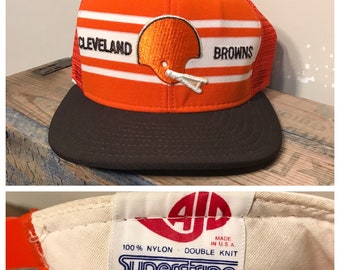 CLEVELAND BROWNS
AJD
MADE
IN U.S.A.
100% NYLON · DOUBLE KNIT
Superstripe